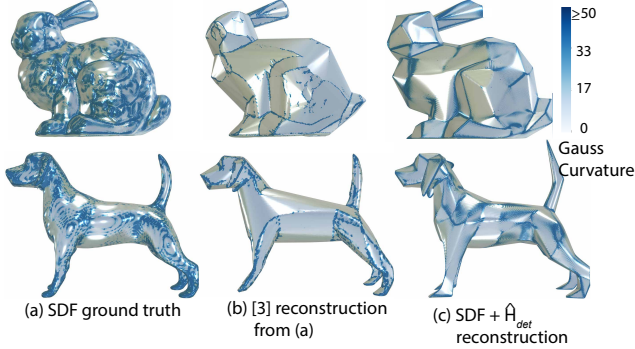 ≥50
33
17
0
Gauss
Curvature
(a) SDF ground truth
(b) [3] reconstruction
from (a)
(c) SDF + Ĥdet
reconstruction